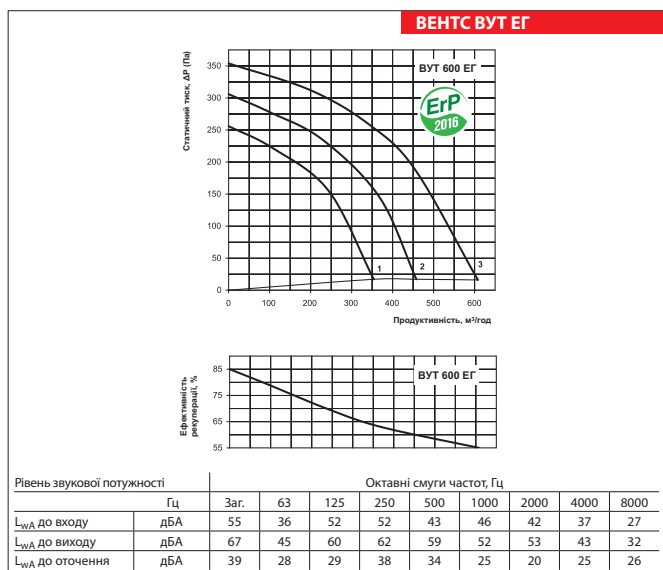 ВЕНТС ВУТ ЕГ
Статичний тиск, ΔP (Па)
350
300
250
200
150
100
50
0
ВУТ 600 ЕГ
ErP
2016
1
2
3
0 100 200 300 400 500 600
Продуктивність, м³/год
Ефективність
рекуперації, %
85
75
65
55
ВУТ 600 ЕГ
Рівень звукової потужності Октавні смуги частот, Гц
Гц Заг. 63 125 250 500 1000 2000 4000 8000
LwA до входу дБА 55 36 52 52 43 46 42 37 27
LwA до виходу дБА 67 45 60 62 59 52 53 43 32
LwA до оточення дБА 39 28 29 38 34 25 20 25 26